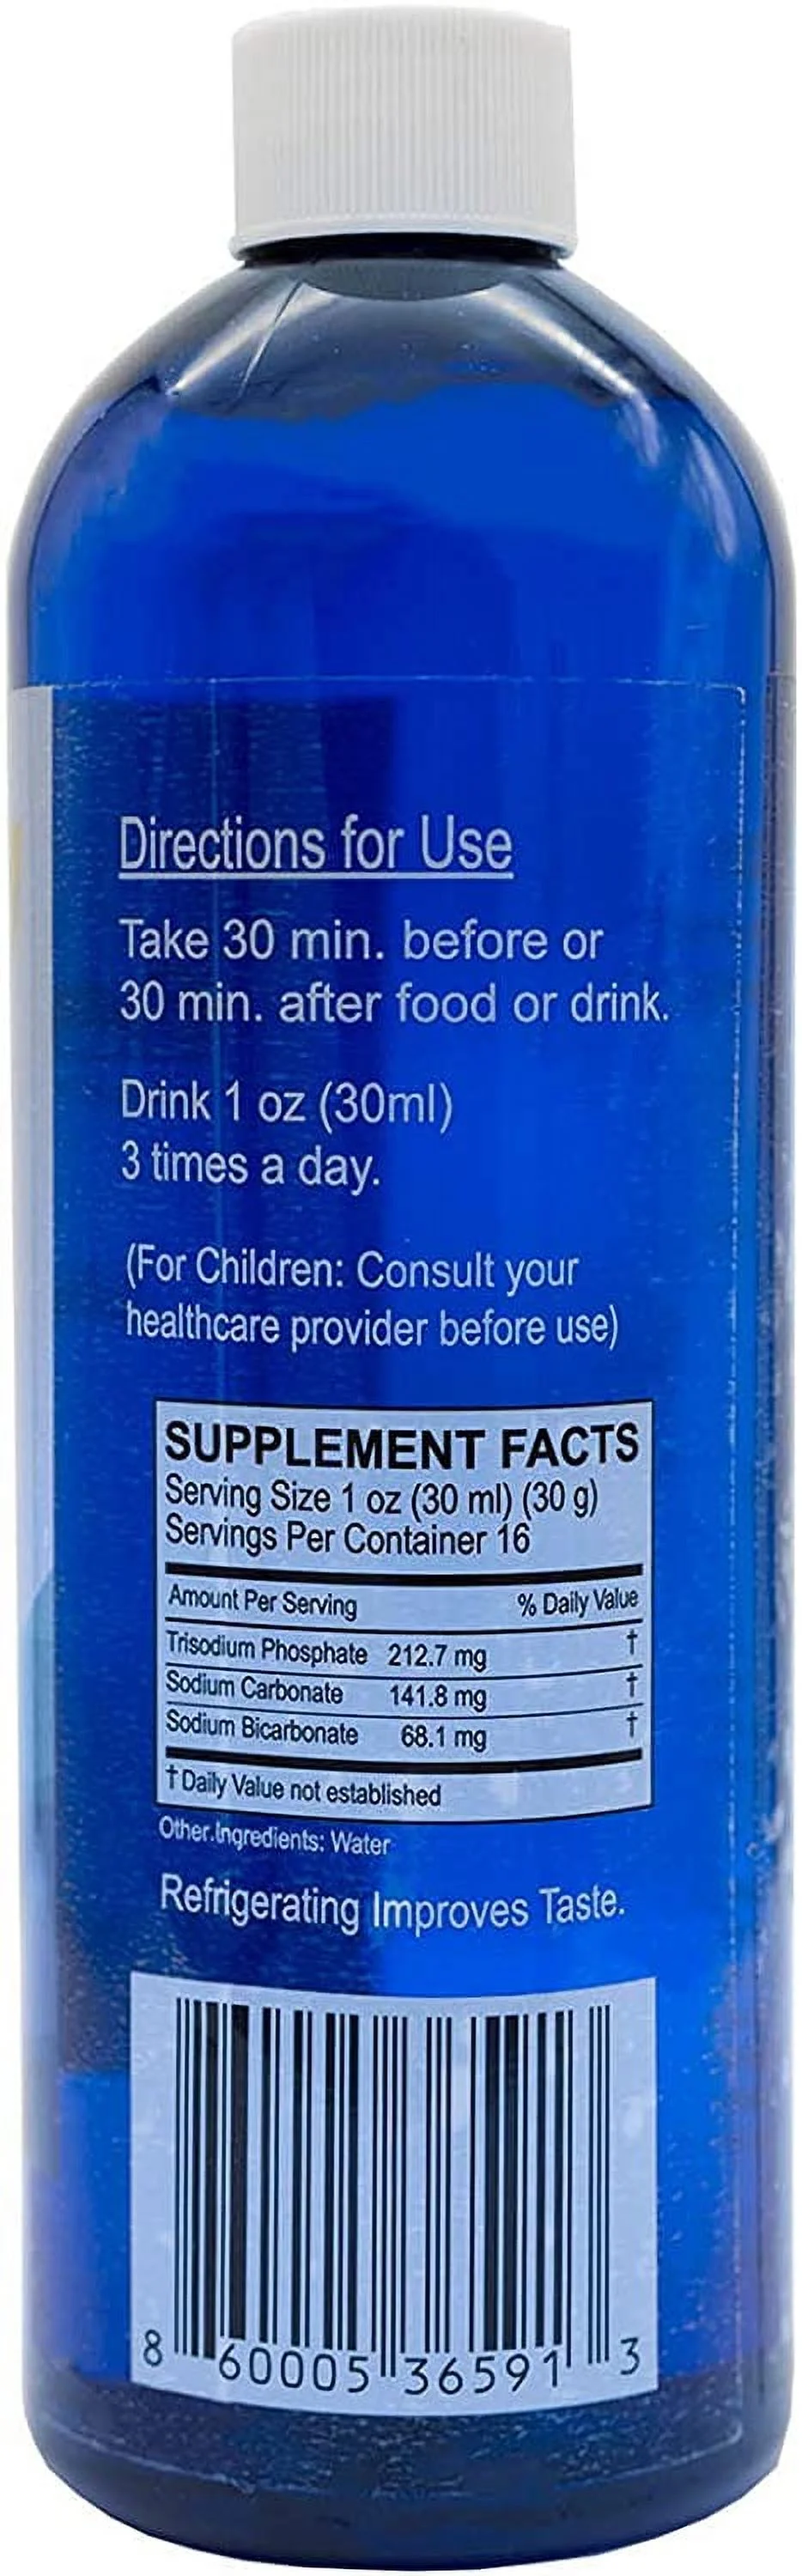 Directions for Use
Take 30 min. before or
30 min. after food or drink.
Drink 1 oz (30ml)
3 times a day.
(For Children: Consult your
healthcare provider before use)
SUPPLEMENT FACTS
Serving Size 1 oz (30 ml) (30 g)
Servings Per Container 16
Amount Per Serving % Daily Value
Trisodium Phosphate 212.7 mg †
Sodium Carbonate 141.8 mg †
Sodium Bicarbonate 68.1 mg †
† Daily Value not established
Other.Ingredients: Water
Refrigerating Improves Taste.
8 60005 36591 3